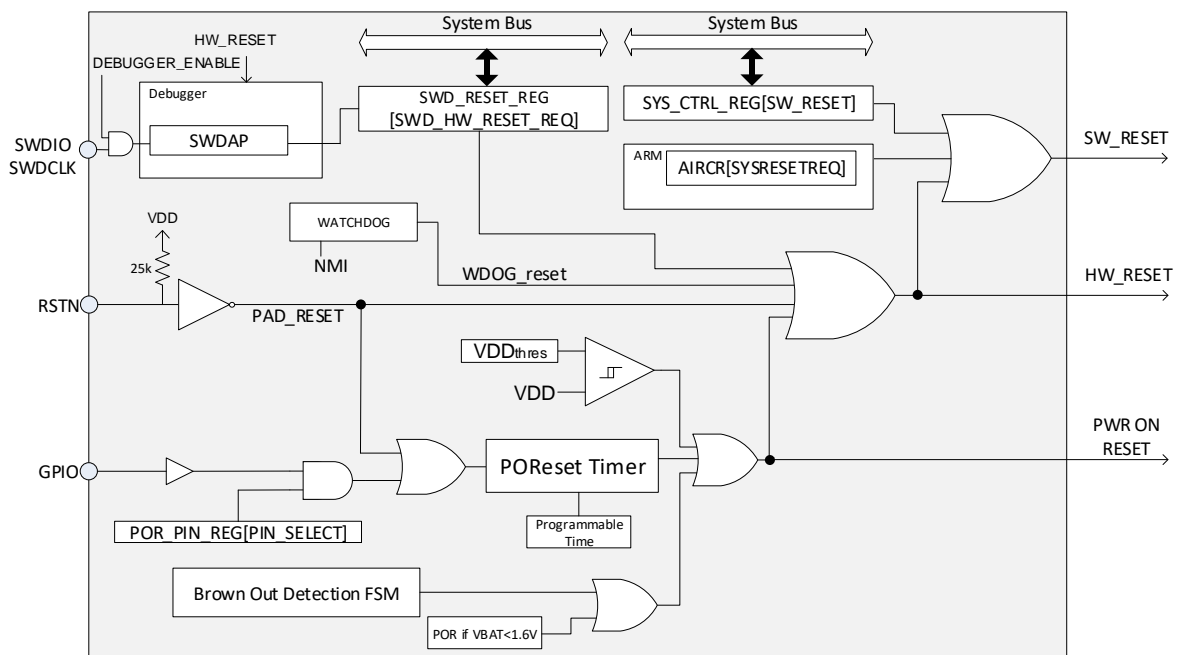 System Bus
System Bus
HW_RESET
DEBUGGER_ENABLE
Debugger
SWDAP
SWD_RESET_REG
[SWD_HW_RESET_REQ]
SYS_CTRL_REG[SW_RESET]
SWDIO
SWDCLK
ARM
AIRCR[SYSRESETREQ]
SW_RESET
VDD
25k
WATCHDOG
NMI
WDOG_reset
HW_RESET
RSTN
PAD_RESET
VDDthres
VDD
PWR ON
RESET
GPIO
POReset Timer
POR_PIN_REG[PIN_SELECT]
Programmable
Time
Brown Out Detection FSM
POR if VBAT<1.6V